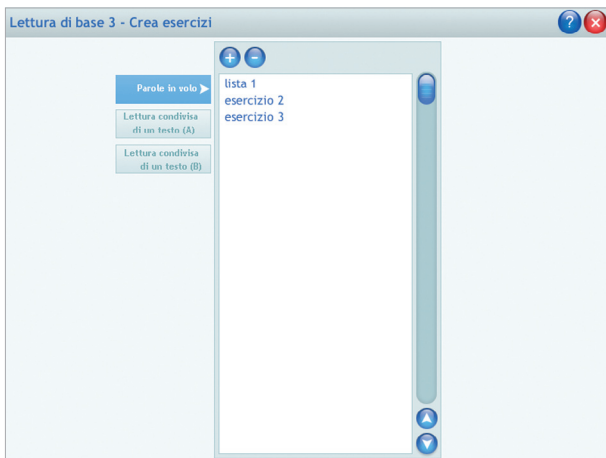 Lettura di base 3 - Crea esercizi
?
Parole in volo
Lettura condivisa
di un testo (A)
Lettura condivisa
di un testo (B)
lista 1
esercizio 2
esercizio 3